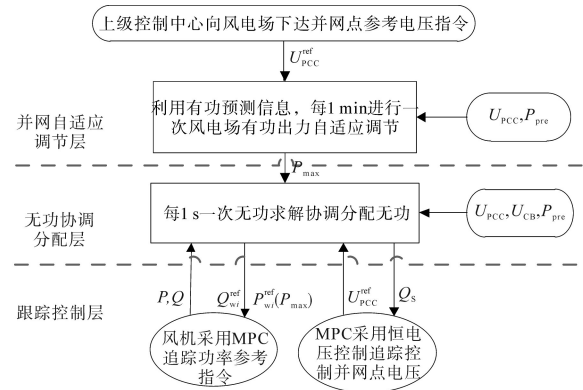 上级控制中心向风电场下达并网点参考电压指令
U_PCC^ref
利用有功预测信息，每1 min进行一
次风电场有功出力自适应调节
U_PCC,P_pre
并网自适应
调节层
P_max
每1 s一次无功求解协调分配无功
U_PCC,U_CB,P_pre
无功协调
分配层
P,Q
Q_wi^ref
P_wi^ref(P_max)
U_PCC^ref
Q_S
跟踪控制层
风机采用MPC
追踪功率参考
指令
MPC采用恒电
压控制追踪控
制并网点电压